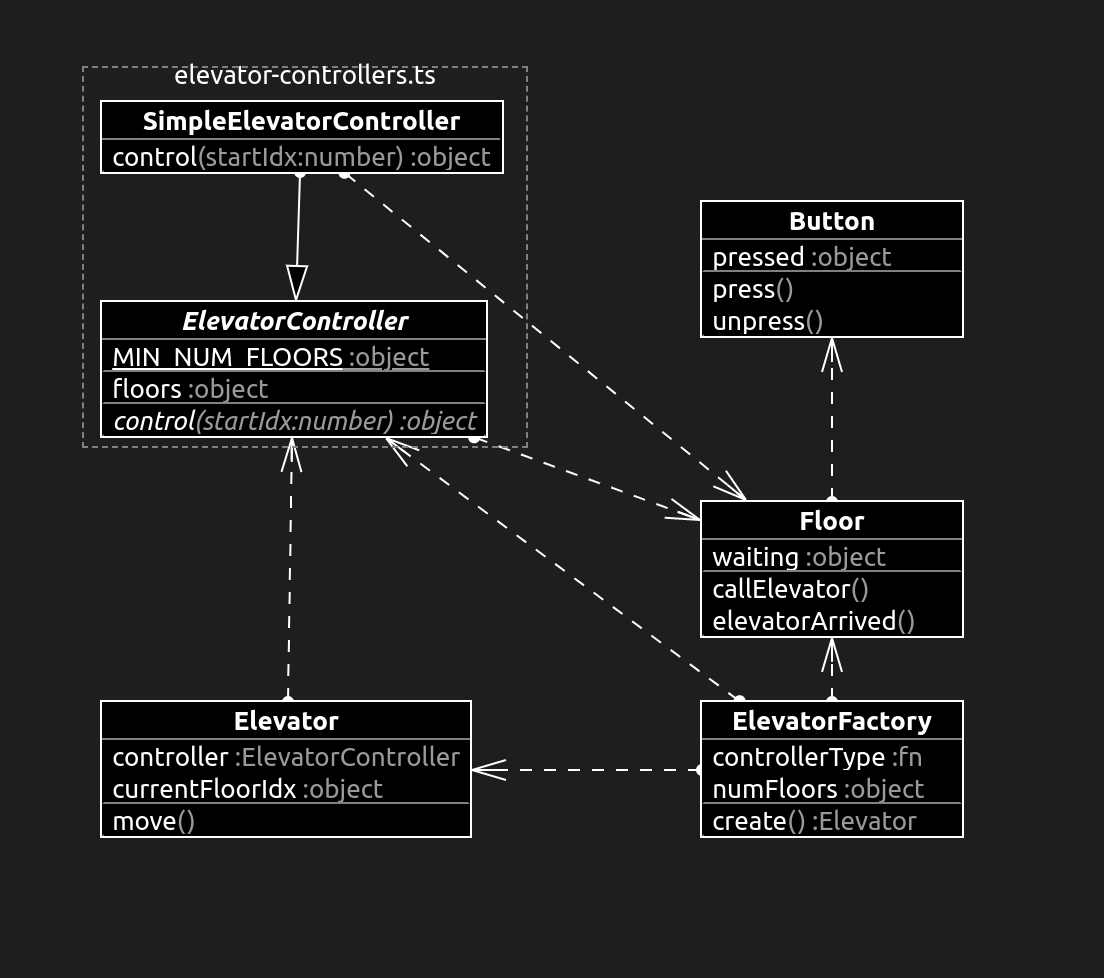 elevator-controllers.ts
SimpleElevatorController
control(startIdx:number) :object
ElevatorController
MIN_NUM_FLOORS :object
floors :object
control(startIdx:number) :object
Button
pressed :object
press()
unpress()
Floor
waiting :object
callElevator()
elevatorArrived()
Elevator
controller :ElevatorController
currentFloorIdx :object
move()
ElevatorFactory
controllerType :fn
numFloors :object
create() :Elevator